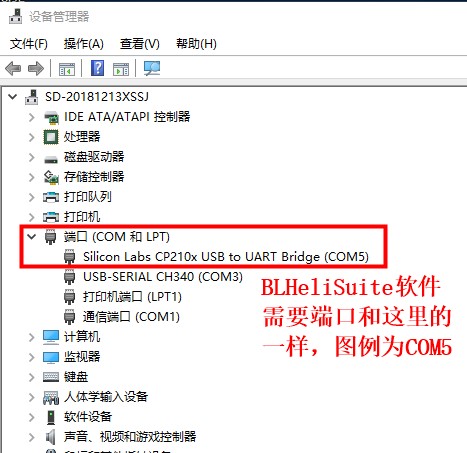 设备管理器
文件(F) 操作(A) 查看(V) 帮助(H)
SD-20181213XSSJ
IDE ATA/ATAPI 控制器
处理器
磁盘驱动器
存储控制器
打印队列
打印机
端口 (COM 和 LPT)
Silicon Labs CP210x USB to UART Bridge (COM5)
USB-SERIAL CH340 (COM3)
打印机端口 (LPT1)
通信端口 (COM1)
计算机
监视器
键盘
人体学输入设备
软件设备
声音、视频和游戏控制器
BLHeliSuite软件
需要端口和这里的
一样，图例为COM5